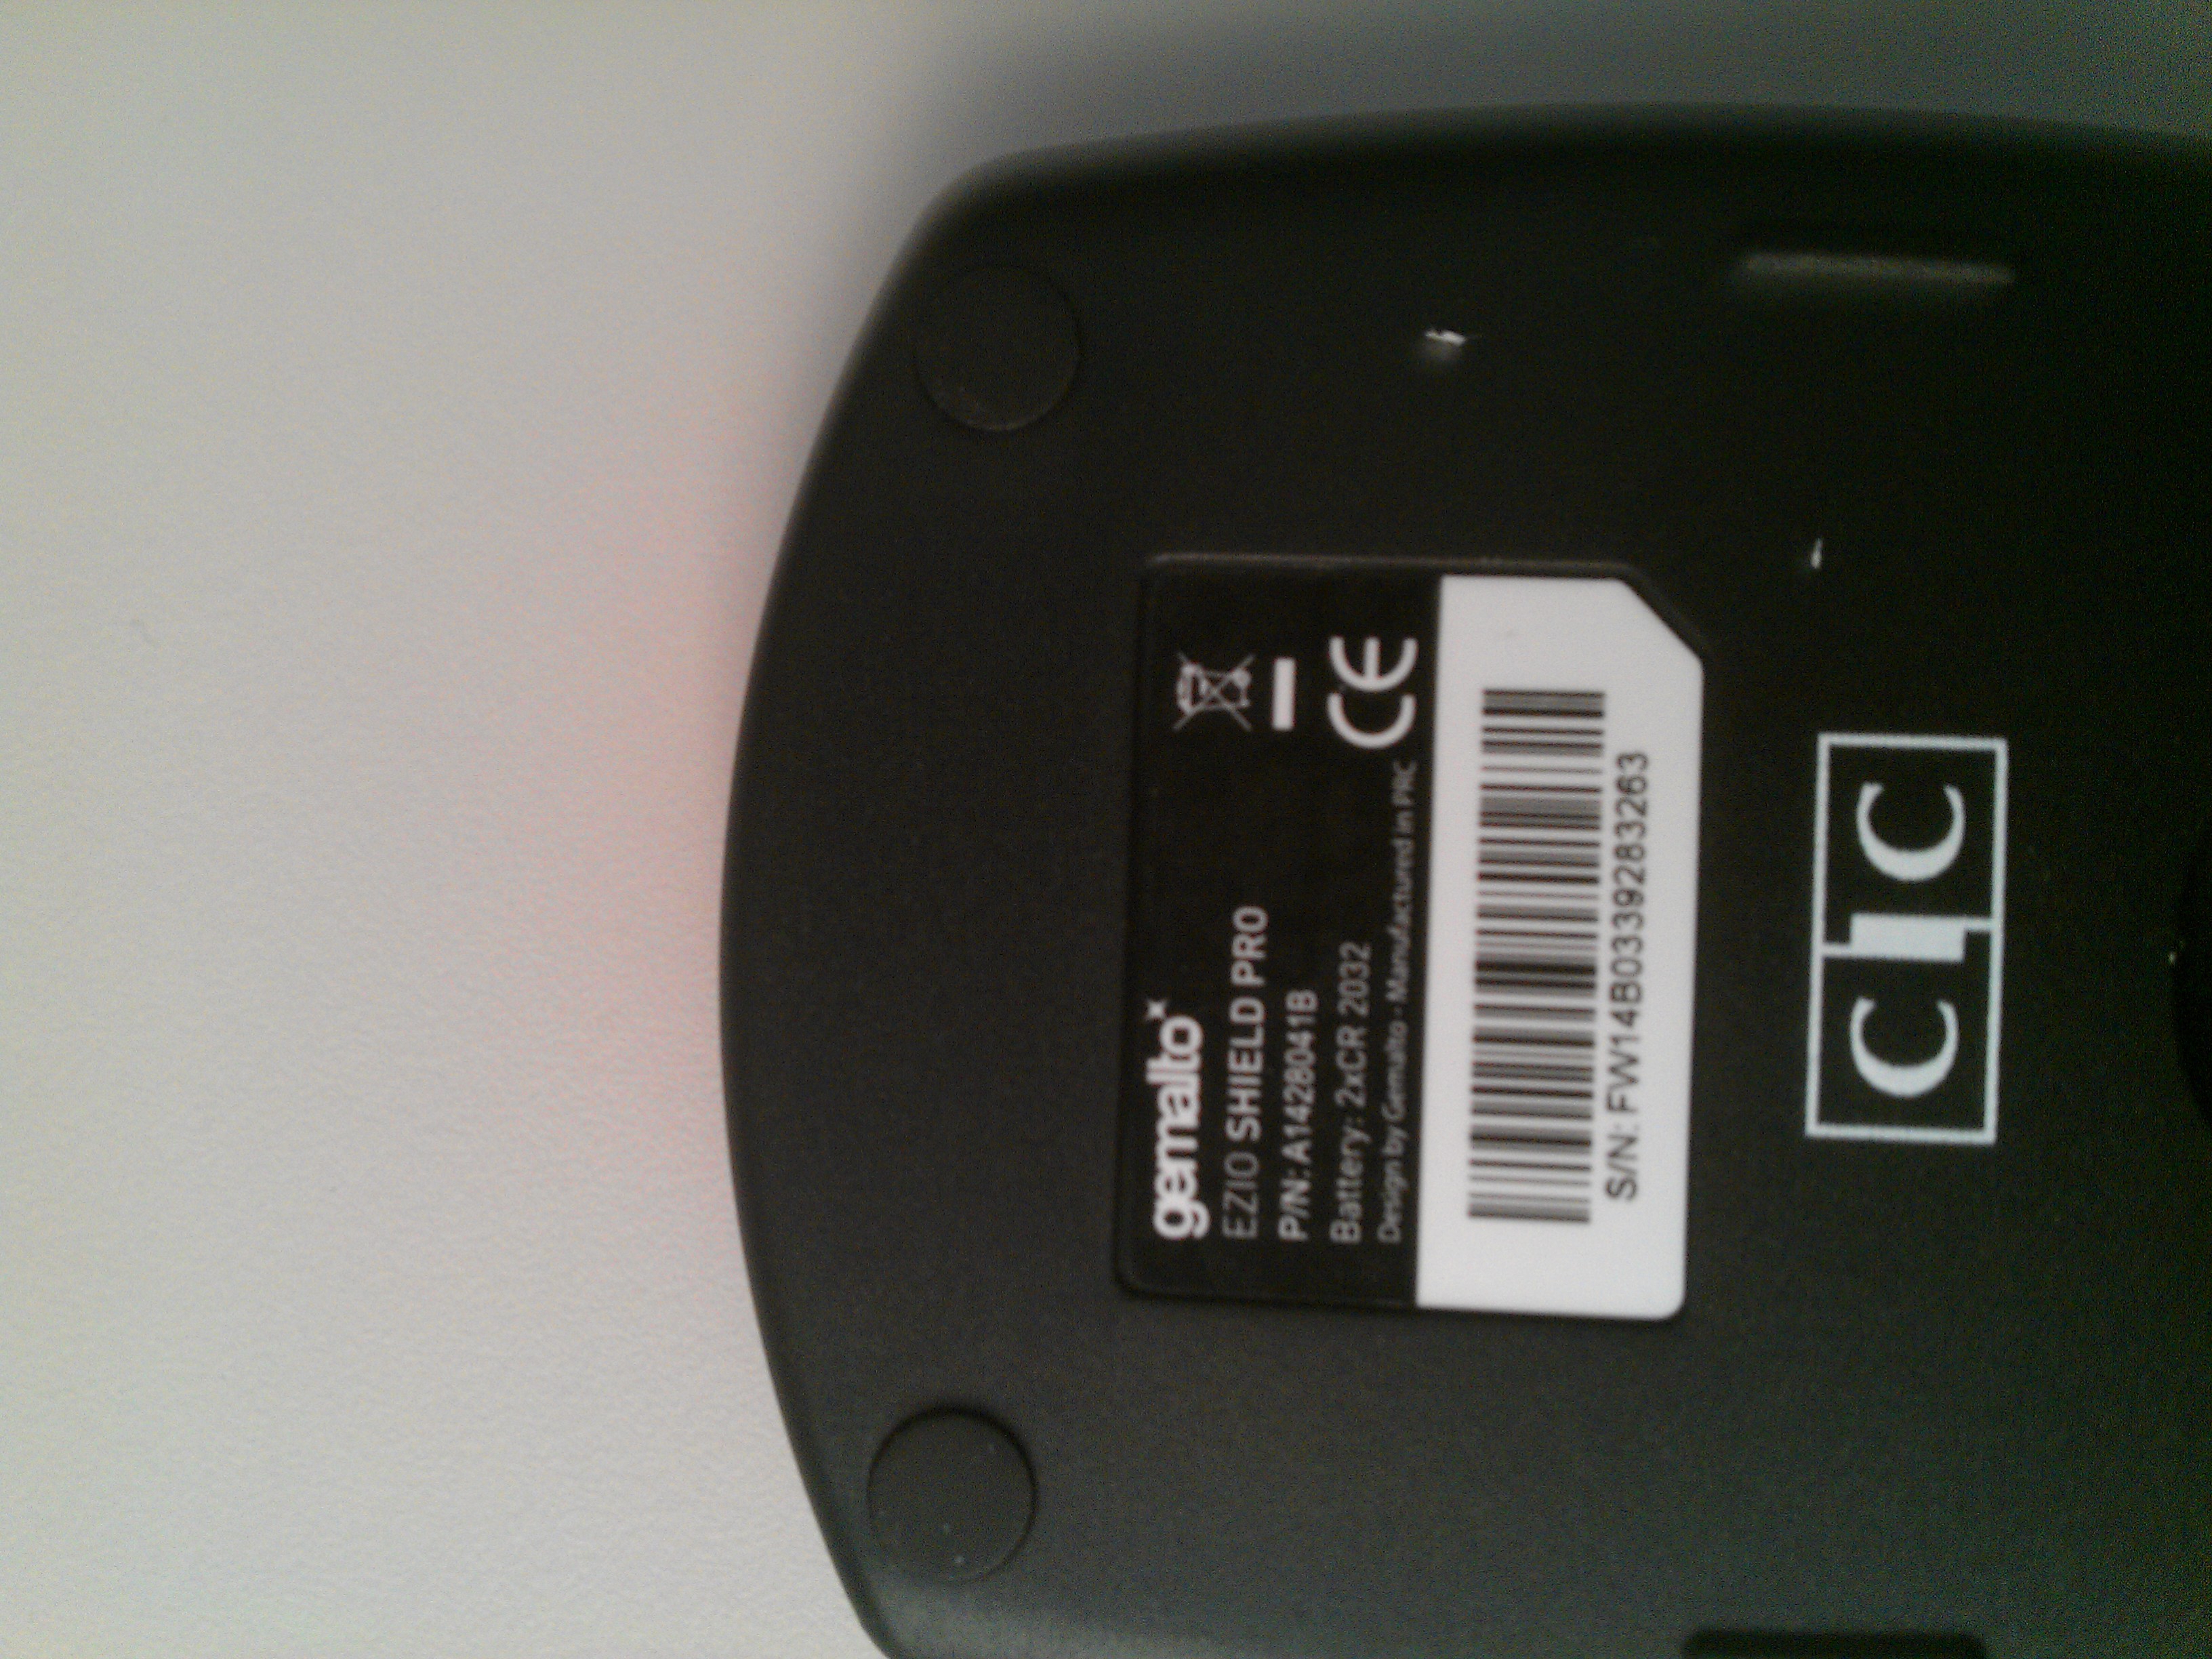 gemalto
EZIO SHIELD PRO
P/N: A1428041B
Battery: 2xCR 2032
Design by Gemalto - Manufactured in PRC
CE
S/N: FW14B0339283263
CIC